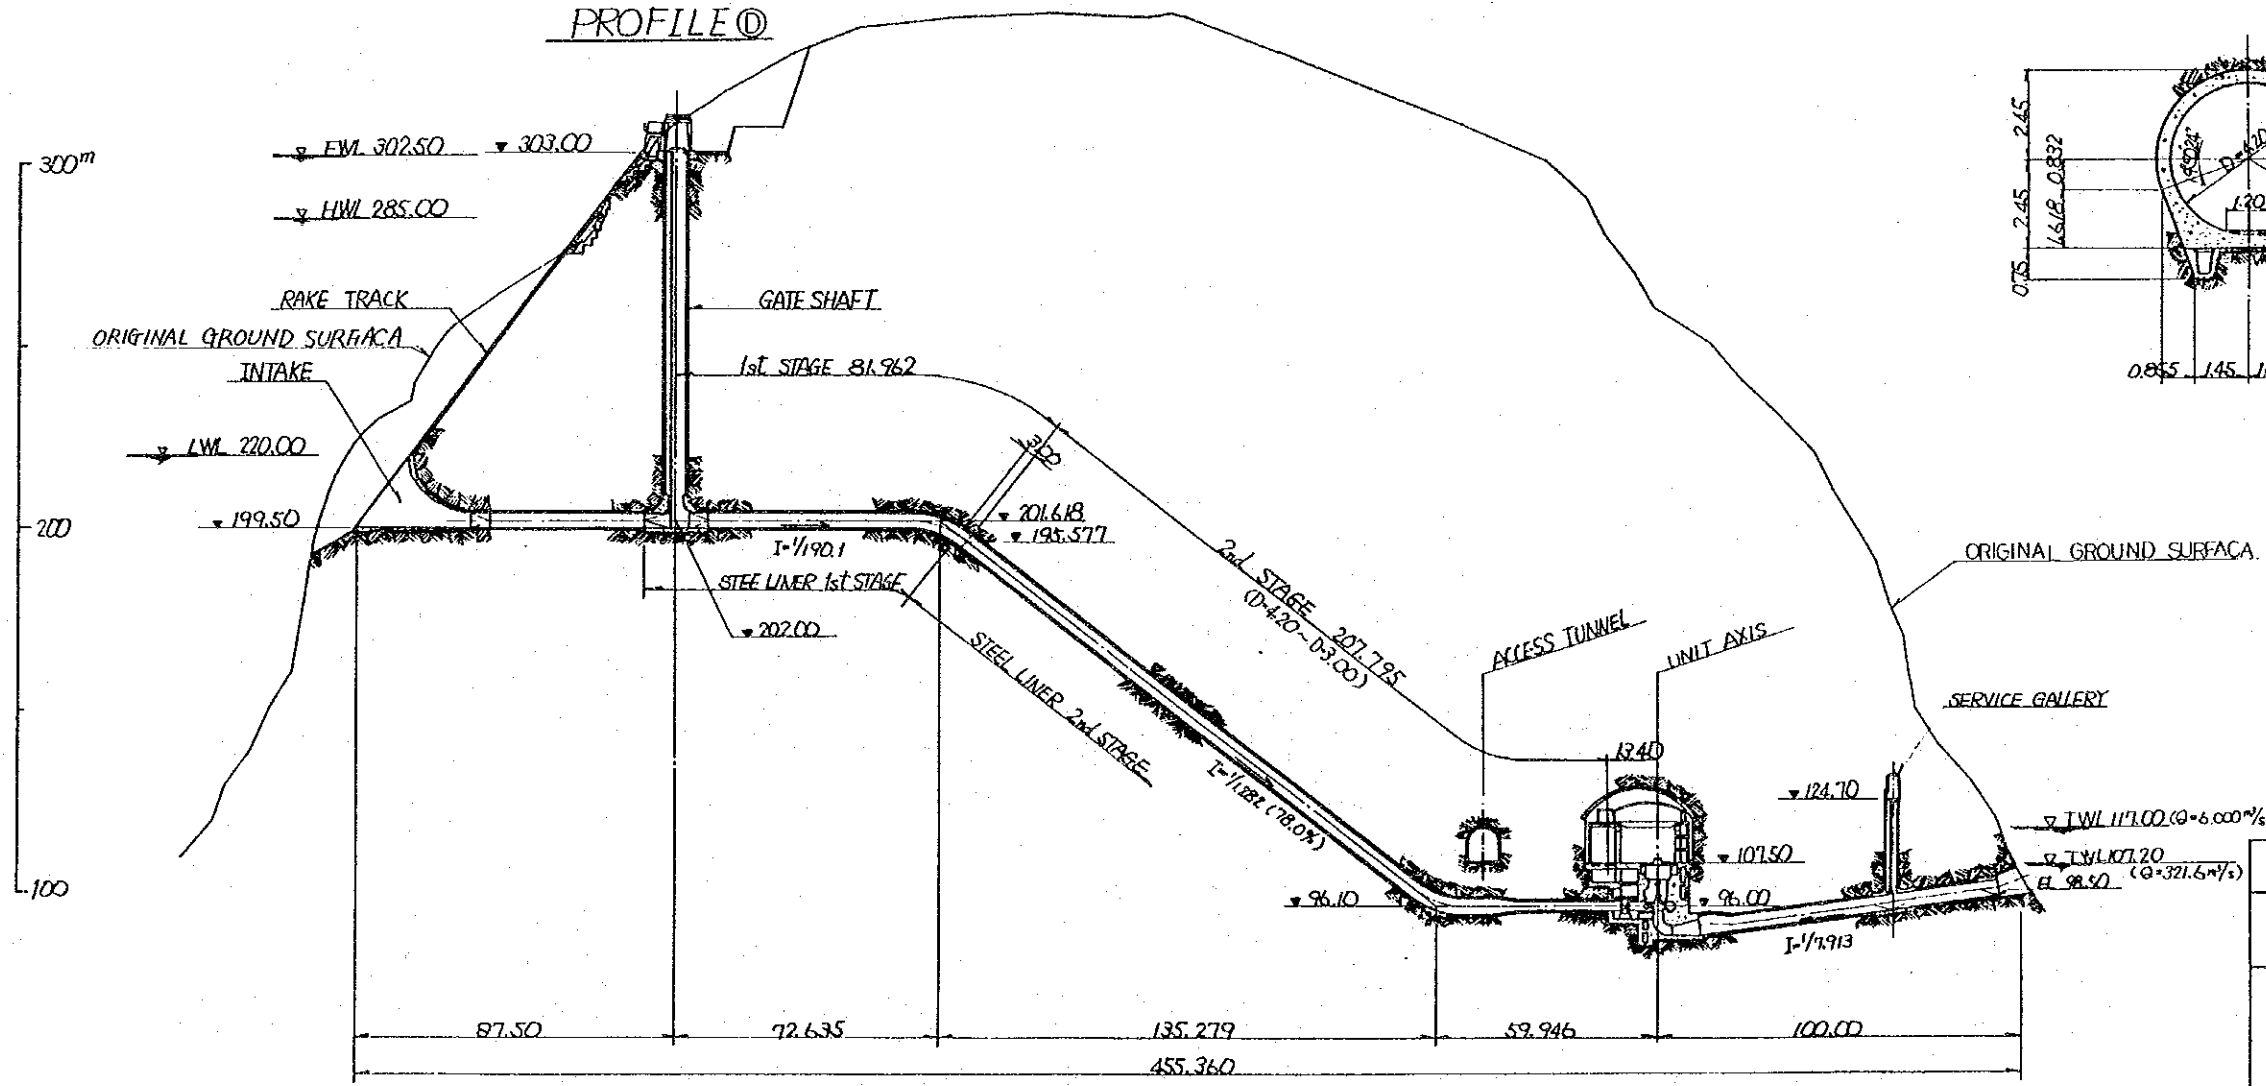 PROFILE Ⓓ
300m
200
100
FWL 302.50
303.00
HWL 285.00
RAKE TRACK
GATE SHAFT
ORIGINAL GROUND SURFACA
INTAKE
1st STAGE 81.962
LWL 220.00
3.00
199.50
201.618
195.577
I=1/190.1
STEE LINER 1st STAGE
202.00
2nd STAGE 207.795
(D=4.20~D=3.00)
STEEL LINER 2nd STAGE
I=1/1.282 (78.0%)
ACCESS TUNNEL
UNIT AXIS
ORIGINAL GROUND SURFACA.
SERVICE GALLERY
13.40
124.70
TWL 117.00 (Q=6.000m³/s
107.50
TWL 107.20
(Q=321.6m³/s)
EL 98.50
96.10
96.00
I=1/7.913
87.50
72.635
135.279
59.946
100.00
455.360
2.45
2.45
0.75
0.832
1.618
D=4.20
1.20
0.855
1.45